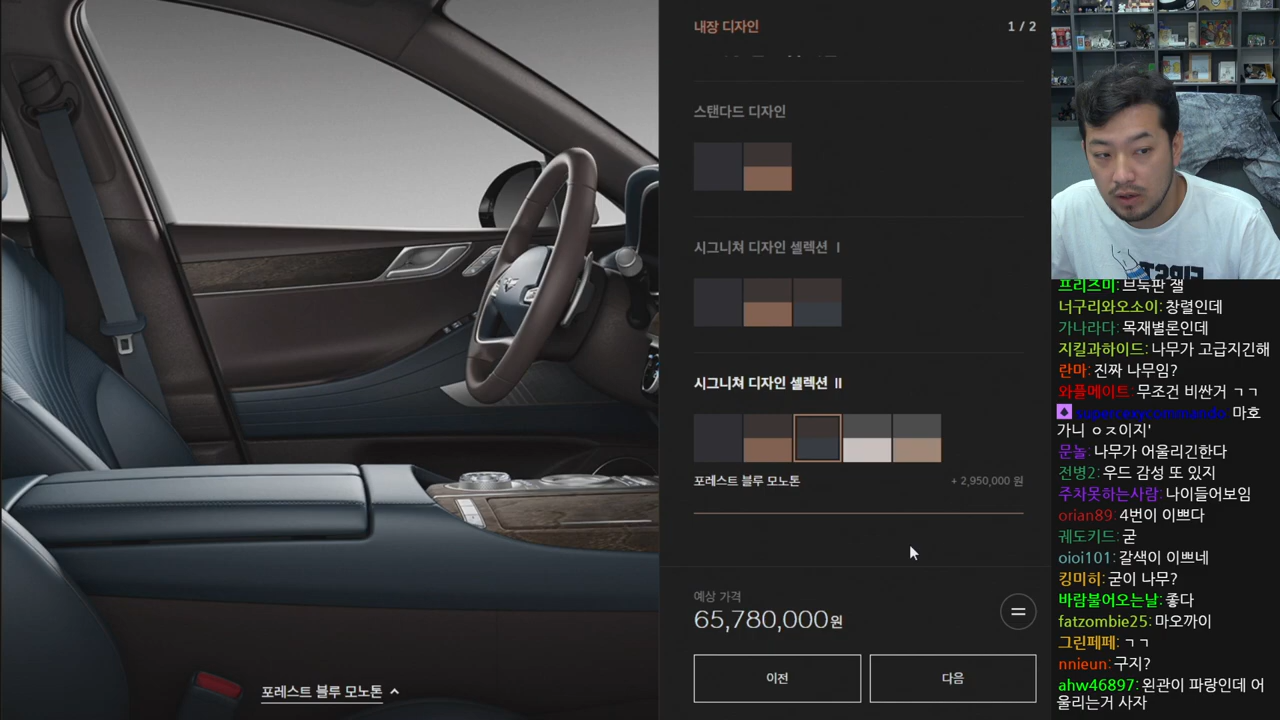 내장 디자인
1 / 2
스탠다드 디자인
시그니쳐 디자인 셀렉션 Ⅰ
시그니쳐 디자인 셀렉션 Ⅱ
포레스트 블루 모노톤
+ 2,950,000 원
예상 가격
65,780,000원
이전
다음
포레스트 블루 모노톤
프리즈미: 브룩판 잴
너구리와오소이: 창렬인데
가나라다: 목재별론인데
지킬과하이드: 나무가 고급지긴해
란마: 진짜 나무임?
와플메이트: 무조건 비싼거 ㄱㄱ
supersexycommando: 마호
가니 ㅇㅈ이지'
문놀: 나무가 어울리긴한다
전병2: 우드 감성 또 있지
주차못하는사람: 나이들어보임
orian89: 4번이 이쁘다
궤도키드: 굳
oioi101: 갈색이 이쁘네
킹미히: 굳이 나무?
바람불어오는날: 좋다
fatzombie25: 마오까이
그린페페: ㄱㄱ
nnieun: 구지?
ahw46897: 왼관이 파랑인데 어
울리는거 사자